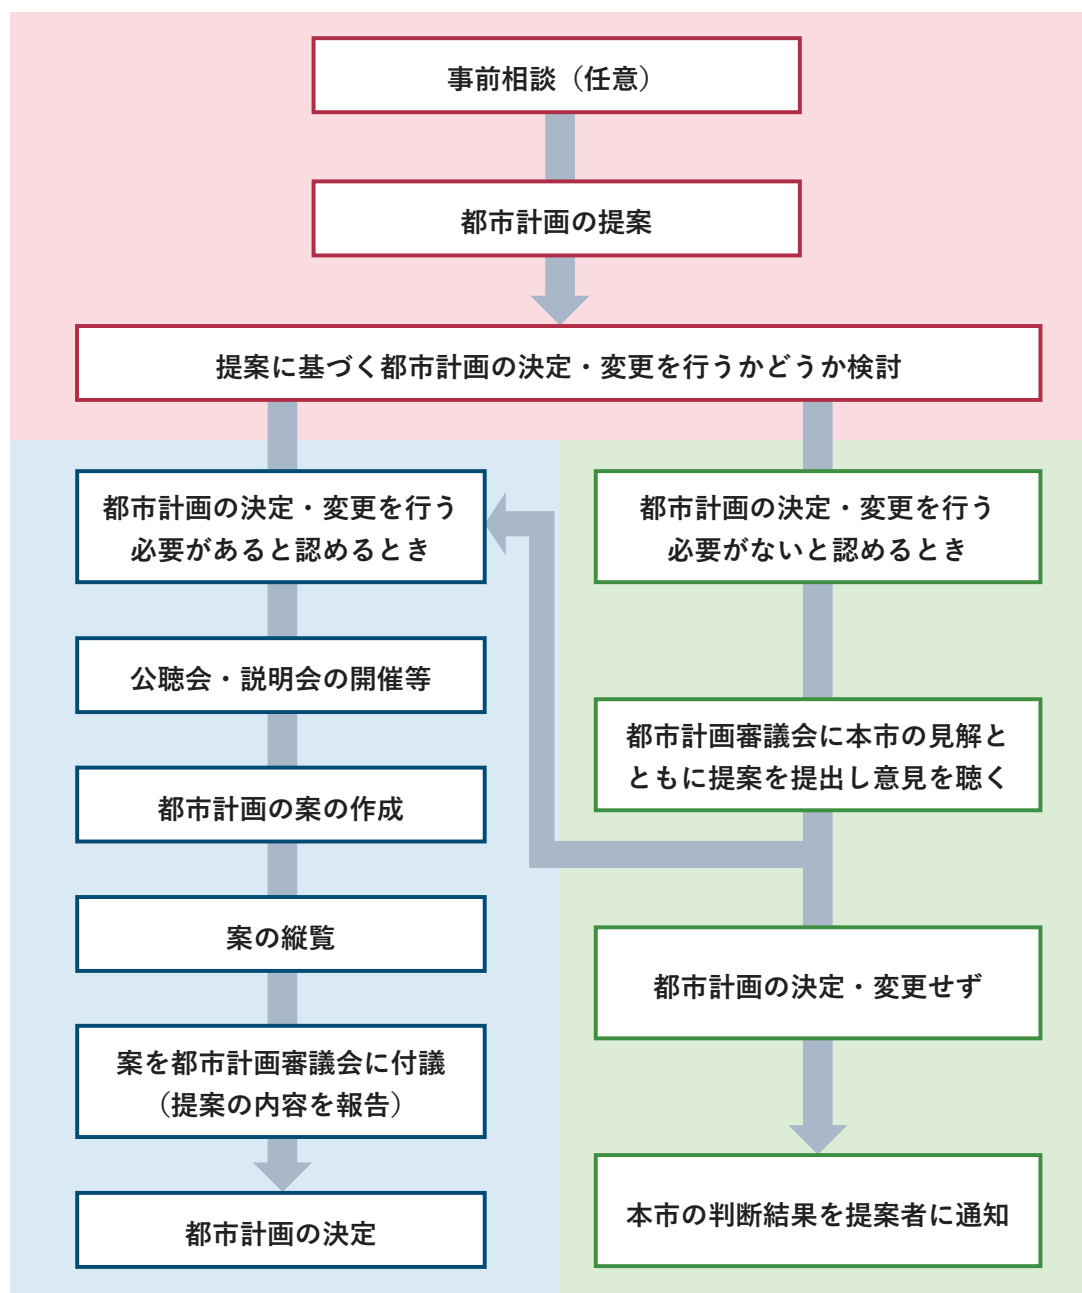 事前相談（任意）
都市計画の提案
提案に基づく都市計画の決定・変更を行うかどうか検討
都市計画の決定・変更を行う
必要があると認めるとき
公聴会・説明会の開催等
都市計画の案の作成
案の縦覧
案を都市計画審議会に付議
（提案の内容を報告）
都市計画の決定
都市計画の決定・変更を行う
必要がないと認めるとき
都市計画審議会に本市の見解と
ともに提案を提出し意見を聴く
都市計画の決定・変更せず
本市の判断結果を提案者に通知